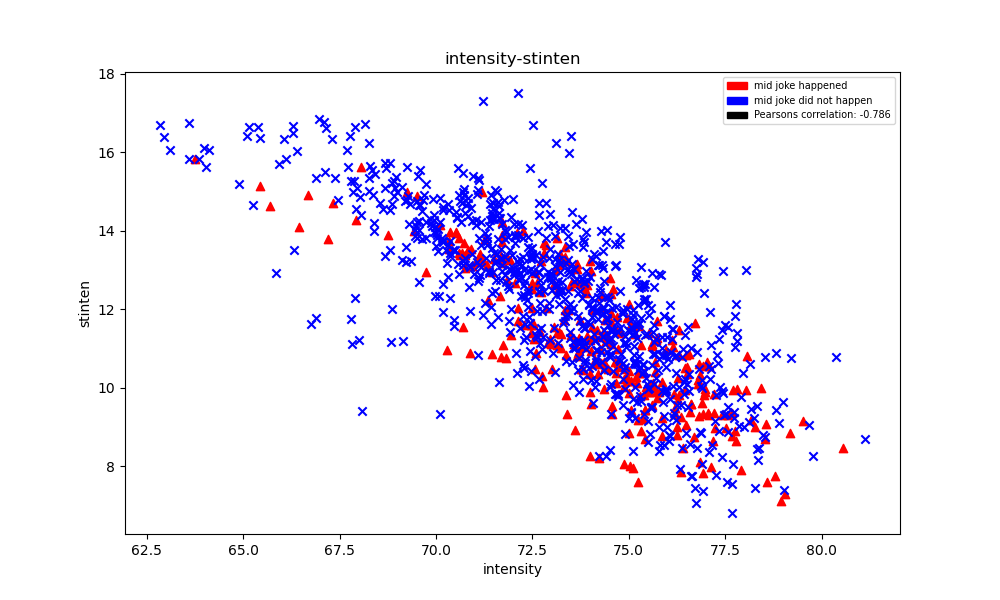 intensity-stinten
mid joke happened
mid joke did not happen
Pearsons correlation: -0.786
18
16
14
12
10
8
stinten
62.5 65.0 67.5 70.0 72.5 75.0 77.5 80.0
intensity